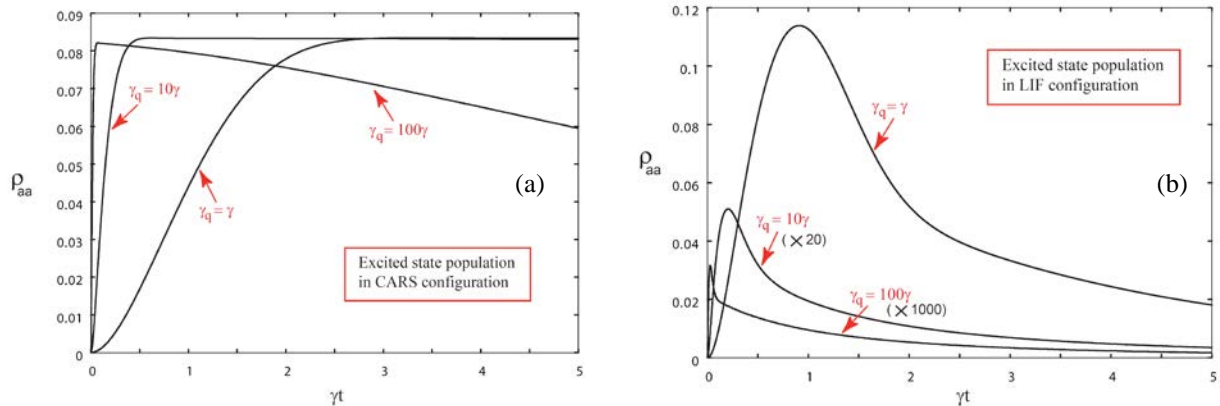 0.09
0.08
0.07
0.06
0.05
0.04
0.03
0.02
0.01
0
ρaa
0 1 2 3 4 5
γt
γq = 10γ
γq = 100γ
γq = γ
(a)
Excited state population
in CARS configuration
0.12
0.1
0.08
0.06
0.04
0.02
0
ρaa
0 1 2 3 4 5
γt
Excited state population
in LIF configuration
γq = γ
(b)
γq = 10γ
(×20)
γq = 100γ
(×1000)